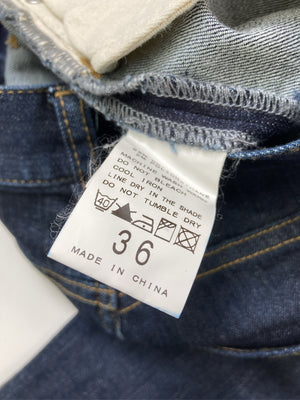 MACHINE
DO NOT BLEACH
COOL IRON
LINE DRY IN THE SHADE
DO NOT TUMBLE DRY
40
36
MADE IN CHINA